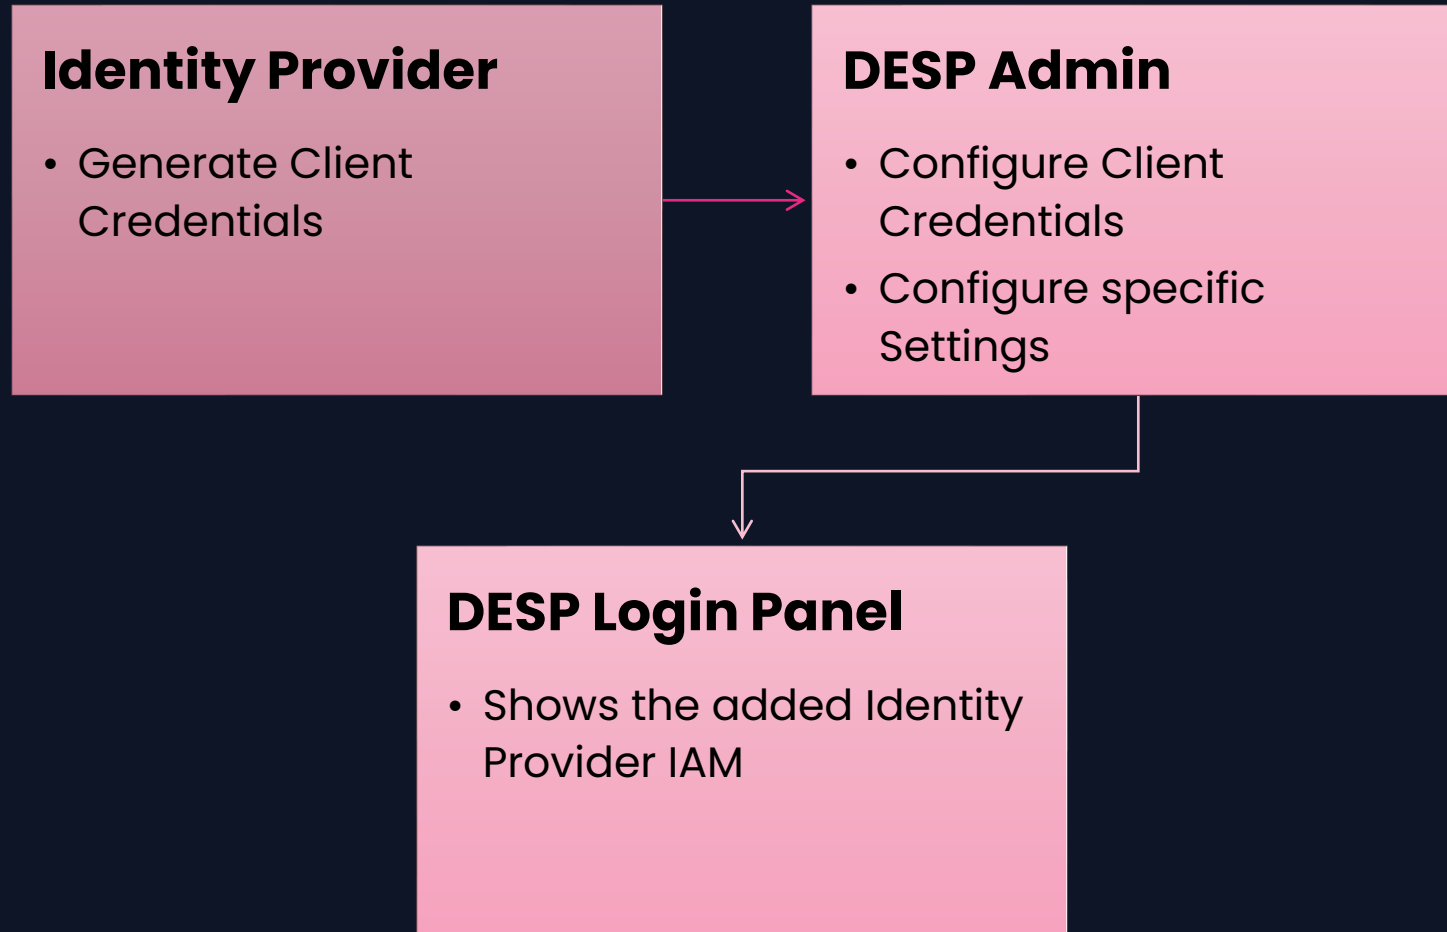 Identity Provider
• Generate Client
Credentials
DESP Admin
• Configure Client
Credentials
• Configure specific
Settings
DESP Login Panel
• Shows the added Identity
Provider IAM